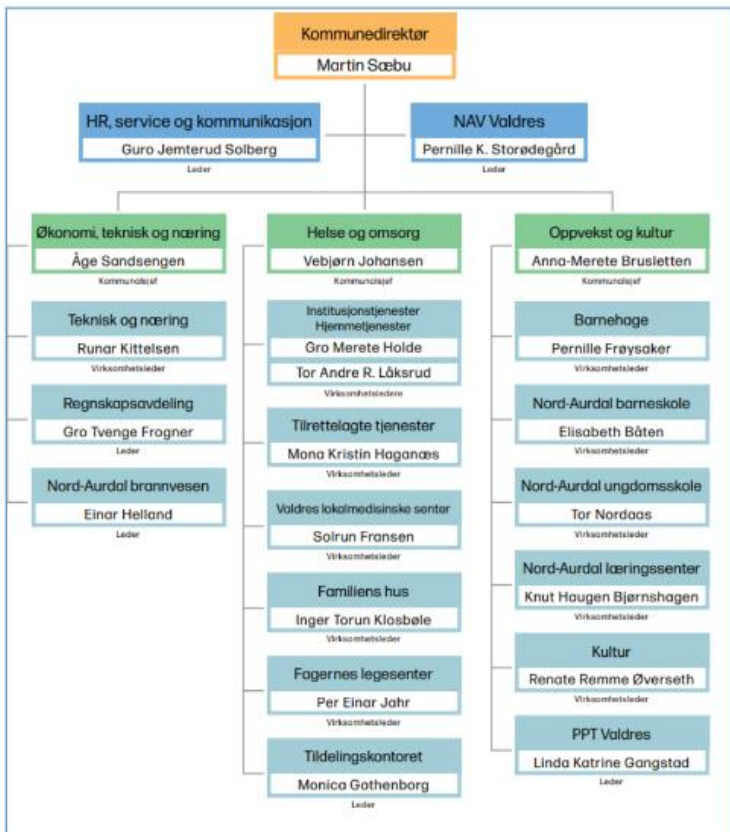 Kommunedirektør
Martin Sæbu
HR, service og kommunikasjon
Guro Jemterud Solberg
Leder
NAV Valdres
Pernille K. Storødegård
Leder
Økonomi, teknisk og næring
Åge Sandsengen
Kommunalsjef
Teknisk og næring
Runar Kittelsen
Virksomhetsleder
Regnskapsavdeling
Gro Tvenge Frogner
Leder
Nord-Aurdal brannvesen
Einar Helland
Leder
Helse og omsorg
Vebjørn Johansen
Kommunalsjef
Institusjonstjenester
Hjemmetjenester
Gro Merete Holde
Tor Andre R. Låksrud
Virksomhetsledere
Tilrettelagte tjenester
Mona Kristin Haganæs
Virksomhetsleder
Valdres lokalmedisinske senter
Solrun Fransen
Virksomhetsleder
Familiens hus
Inger Torun Klosbøle
Virksomhetsleder
Fagernes legesenter
Per Einar Jahr
Virksomhetsleder
Tildelingskontoret
Monica Gothenborg
Leder
Oppvekst og kultur
Anna-Merete Brusletten
Kommunalsjef
Barnehage
Pernille Frøysaker
Virksomhetsleder
Nord-Aurdal barneskole
Elisabeth Båten
Virksomhetsleder
Nord-Aurdal ungdomsskole
Tor Nordaas
Virksomhetsleder
Nord-Aurdal læringssenter
Knut Haugen Bjørnshagen
Virksomhetsleder
Kultur
Renate Remme Øverseth
Virksomhetsleder
PPT Valdres
Linda Katrine Gangstad
Leder